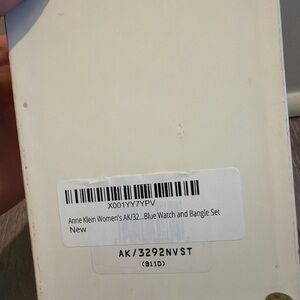 X001YY7YPV
Anne Klein Women's AK/32...Blue Watch and Bangle Set
New
AK/3292NVST
(911D)